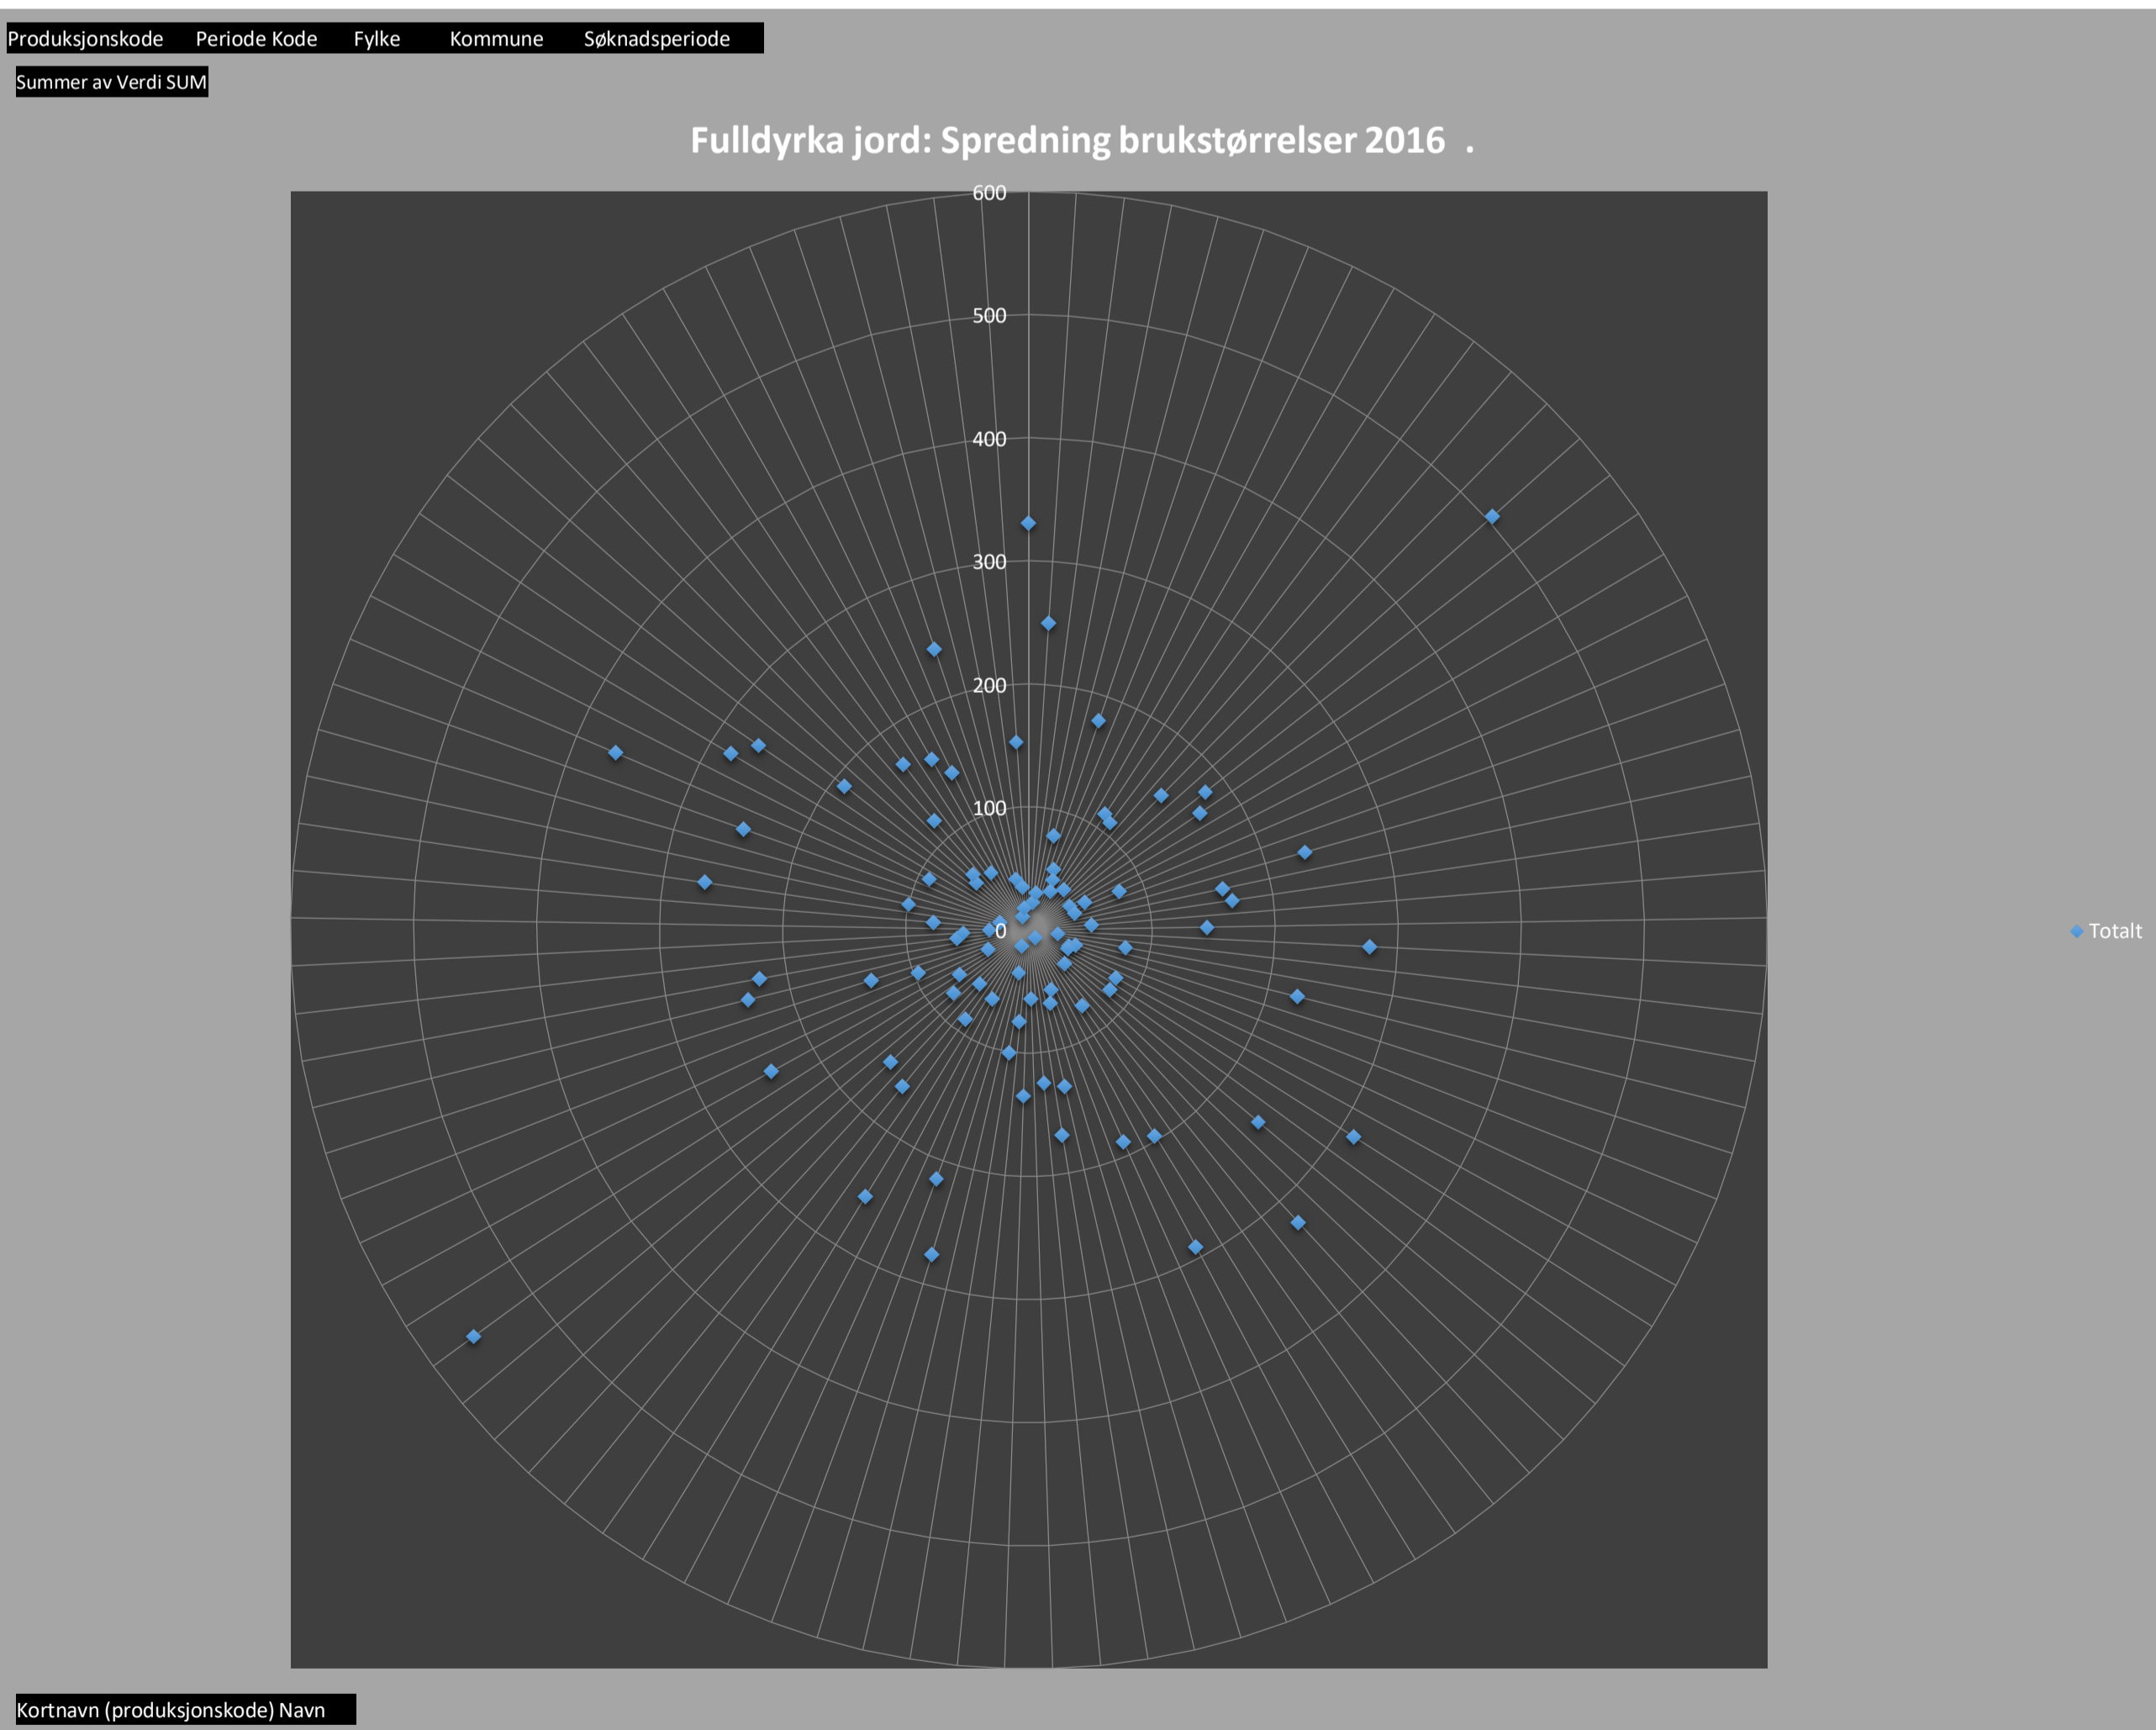 Produksjonskode Periode Kode Fylke Kommune Søknadsperiode
Summer av Verdi SUM
Fulldyrka jord: Spredning brukstørrelser 2016 .
600
500
400
300
200
100
0
Totalt
Kortnavn (produksjonskode) Navn